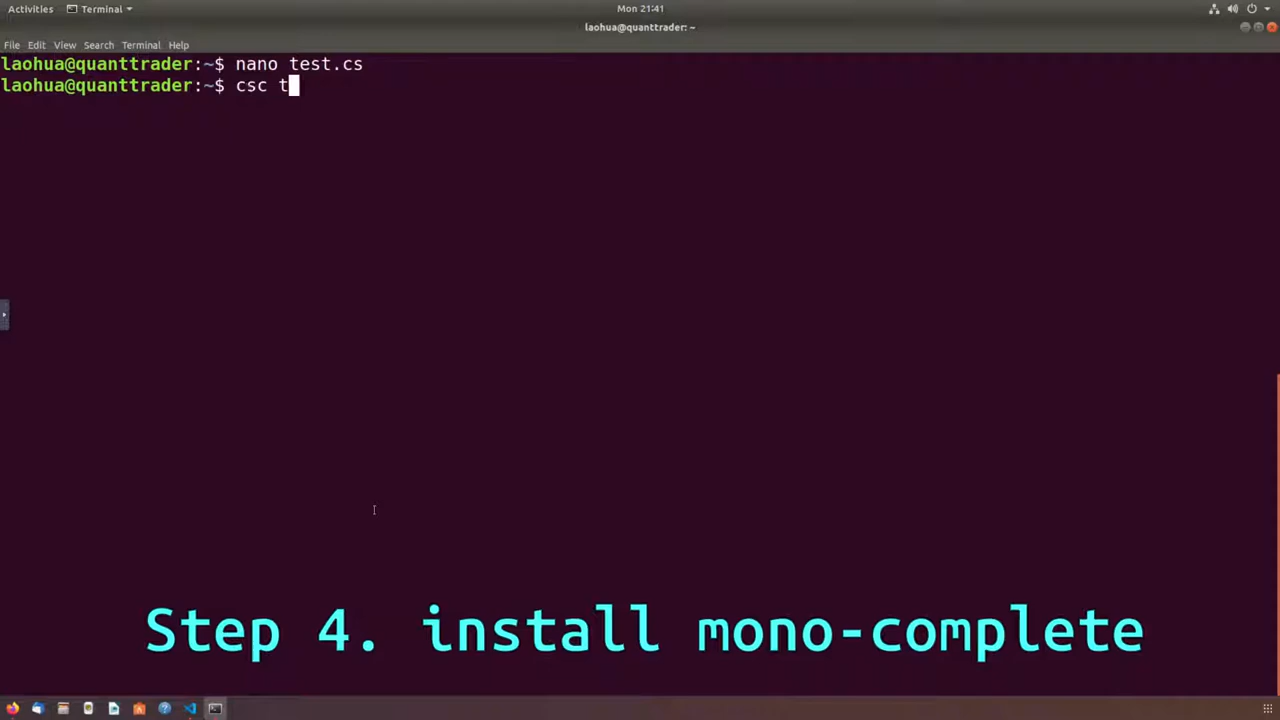 Activities Terminal Mon 21:41
laohua@quanttrader: ~
File Edit View Search Terminal Help
laohua@quanttrader:~$ nano test.cs
laohua@quanttrader:~$ csc t
Step 4. install mono-complete